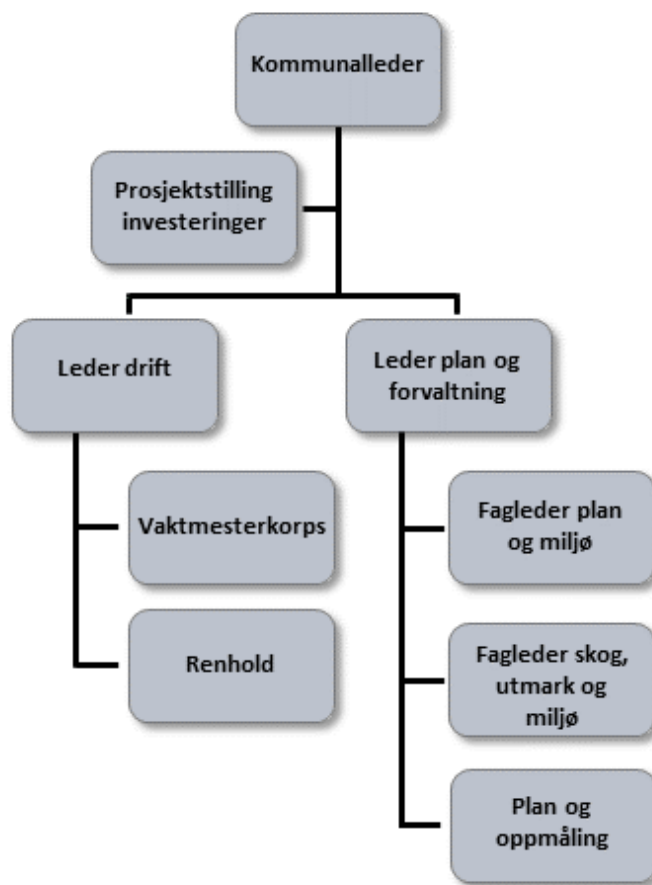 Kommunalleder
Prosjektstilling
investeringer
Leder drift
Leder plan og
forvaltning
Vaktmesterkorps
Fagleder plan
og miljø
Renhold
Fagleder skog,
utmark og
miljø
Plan og
oppmåling